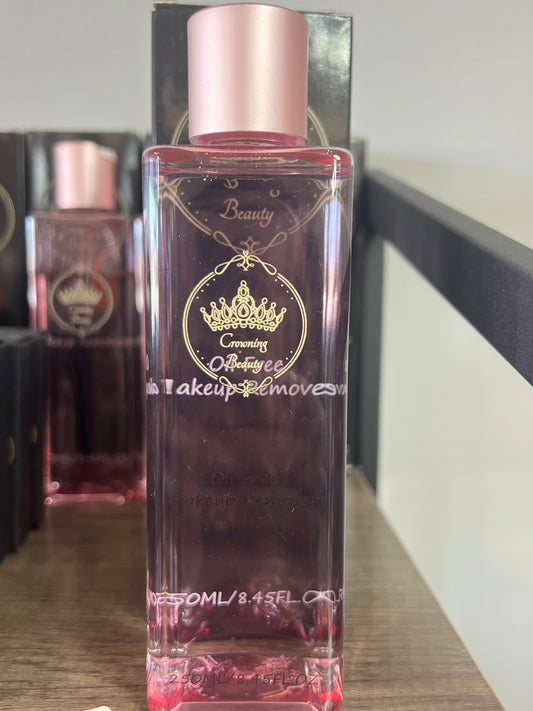 Beauty
Crowning
Beauty
Oil-Free
Makeup Remover
Oil-Free
Makeup Remover
250ML/8.45FL.OZ
250ML/8.45FL.OZ